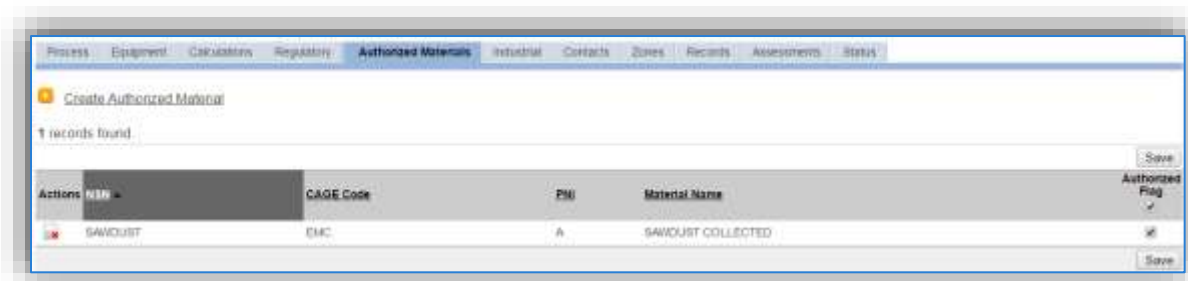 Process Equipment Calculations Regulatory Authorized Materials Industrial Contacts Zones Records Assessments Status
Create Authorized Material
1 records found
Save
Actions NSN CAGE Code PNI Material Name Authorized Flag
SAWDUST EMC A SAWDUST COLLECTED
Save